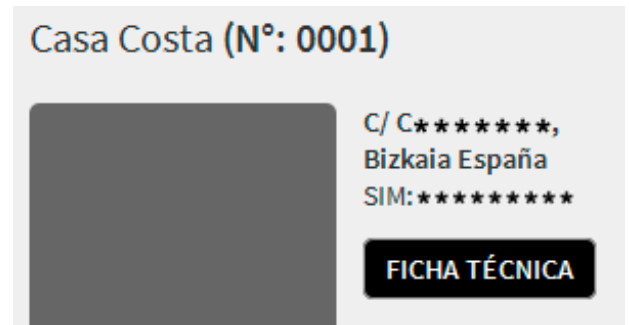 Casa Costa (N°: 0001)
C/ C*******,
Bizkaia España
SIM:*********
FICHA TÉCNICA